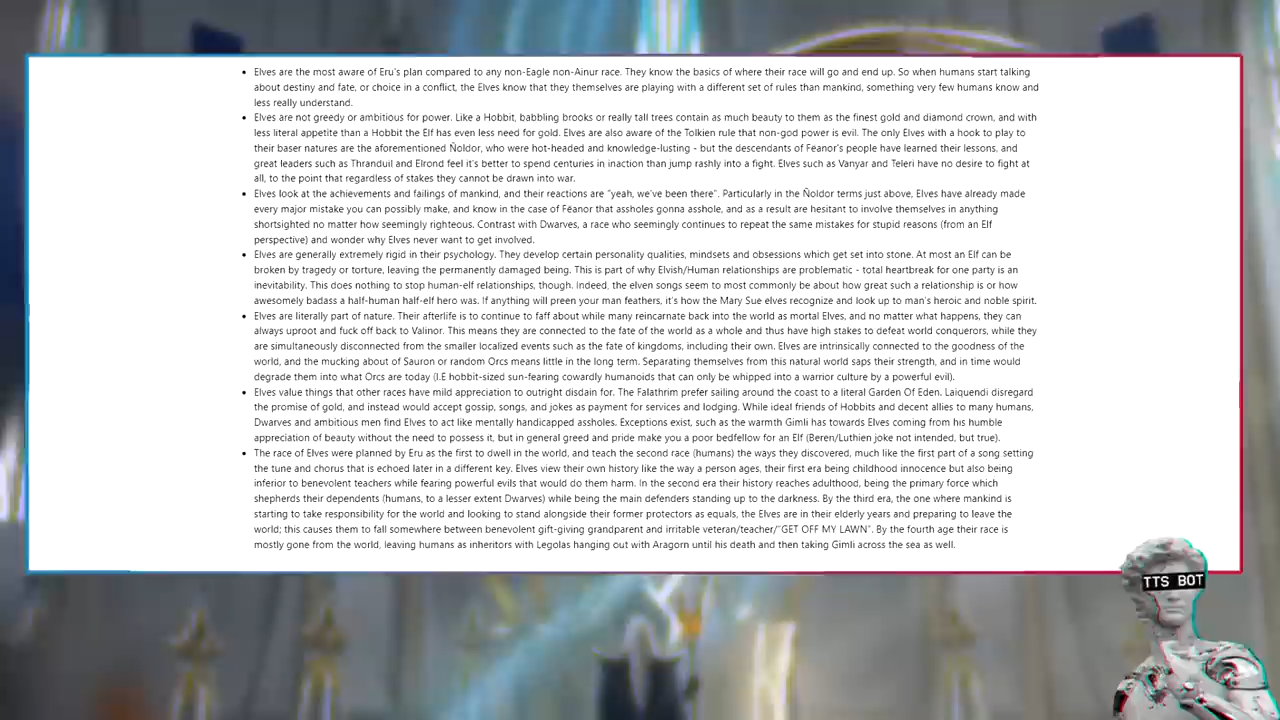 • Elves are the most aware of Eru's plan compared to any non-Eagle non-Ainur race. They know the basics of where their race will go and end up. So when humans start talking
about destiny and fate, or choice in a conflict, the Elves know that they themselves are playing with a different set of rules than mankind, something very few humans know and
less really understand.
• Elves are not greedy or ambitious for power. Like a Hobbit, babbling brooks or really tall trees contain as much beauty to them as the finest gold and diamond crown, and with
less literal appetite than a Hobbit the Elf has even less need for gold. Elves are also aware of the Tolkien rule that non-god power is evil. The only Elves with a hook to play to
their baser natures are the aforementioned Ñoldor, who were hot-headed and knowledge-lusting - but the descendants of Fëanor's people have learned their lessons, and
great leaders such as Thranduil and Elrond feel it's better to spend centuries in inaction than jump rashly into a fight. Elves such as Vanyar and Teleri have no desire to fight at
all, to the point that regardless of stakes they cannot be drawn into war.
• Elves look at the achievements and failings of mankind, and their reactions are "yeah, we've been there". Particularly in the Ñoldor terms just above, Elves have already made
every major mistake you can possibly make, and know in the case of Fëanor that assholes gonna asshole, and as a result are hesitant to involve themselves in anything
shortsighted no matter how seemingly righteous. Contrast with Dwarves, a race who seemingly continues to repeat the same mistakes for stupid reasons (from an Elf
perspective) and wonder why Elves never want to get involved.
• Elves are generally extremely rigid in their psychology. They develop certain personality qualities, mindsets and obsessions which get set into stone. At most an Elf can be
broken by tragedy or torture, leaving the permanently damaged being. This is part of why Elvish/Human relationships are problematic - total heartbreak for one party is an
inevitability. This does nothing to stop human-elf relationships, though. Indeed, the elven songs seem to most commonly be about how great such a relationship is or how
awesomely badass a half-human half-elf hero was. If anything will preen your man feathers, it's how the Mary Sue elves recognize and look up to man's heroic and noble spirit.
• Elves are literally part of nature. Their afterlife is to continue to faff about while many reincarnate back into the world as mortal Elves, and no matter what happens, they can
always uproot and fuck off back to Valinor. This means they are connected to the fate of the world as a whole and thus have high stakes to defeat world conquerors, while they
are simultaneously disconnected from the smaller localized events such as the fate of kingdoms, including their own. Elves are intrinsically connected to the goodness of the
world, and the mucking about of Sauron or random Orcs means little in the long term. Separating themselves from this natural world saps their strength, and in time would
degrade them into what Orcs are today (I.E hobbit-sized sun-fearing cowardly humanoids that can only be whipped into a warrior culture by a powerful evil).
• Elves value things that other races have mild appreciation to outright disdain for. The Falathrim prefer sailing around the coast to a literal Garden Of Eden. Laiquendi disregard
the promise of gold, and instead would accept gossip, songs, and jokes as payment for services and lodging. While ideal friends of Hobbits and decent allies to many humans,
Dwarves and ambitious men find Elves to act like mentally handicapped assholes. Exceptions exist, such as the warmth Gimli has towards Elves coming from his humble
appreciation of beauty without the need to possess it, but in general greed and pride make you a poor bedfellow for an Elf (Beren/Luthien joke not intended, but true).
• The race of Elves were planned by Eru as the first to dwell in the world, and teach the second race (humans) the ways they discovered, much like the first part of a song setting
the tune and chorus that is echoed later in a different key. Elves view their own history like the way a person ages, their first era being childhood innocence but also being
inferior to benevolent teachers while fearing powerful evils that would do them harm. In the second era their history reaches adulthood, being the primary force which
shepherds their dependents (humans, to a lesser extent Dwarves) while being the main defenders standing up to the darkness. By the third era, the one where mankind is
starting to take responsibility for the world and looking to stand alongside their former protectors as equals, the Elves are in their elderly years and preparing to leave the
world; this causes them to fall somewhere between benevolent gift-giving grandparent and irritable veteran/teacher/"GET OFF MY LAWN". By the fourth age their race is
mostly gone from the world, leaving humans as inheritors with Legolas hanging out with Aragorn until his death and then taking Gimli across the sea as well.
TTS BOT